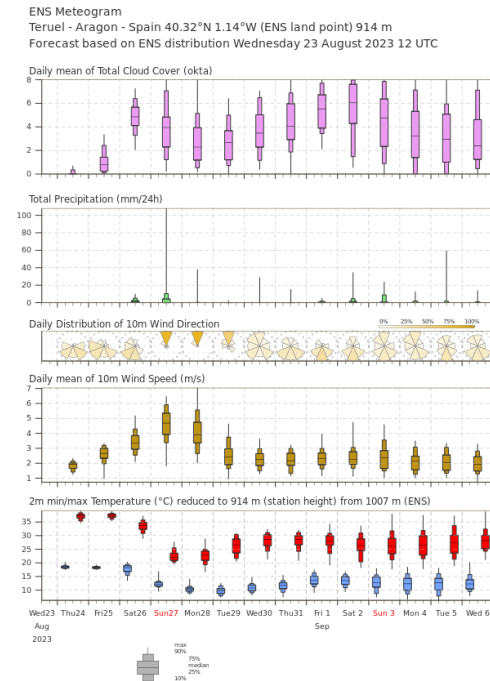 ENS Meteogram
Teruel - Aragon - Spain 40.32°N 1.14°W (ENS land point) 914 m
Forecast based on ENS distribution Wednesday 23 August 2023 12 UTC
Daily mean of Total Cloud Cover (okta)
8
6
4
2
0
Total Precipitation (mm/24h)
100
80
60
40
20
0
Daily Distribution of 10m Wind Direction
0% 25% 50% 75% 100%
Daily mean of 10m Wind Speed (m/s)
7
6
5
4
3
2
1
2m min/max Temperature (°C) reduced to 914 m (station height) from 1007 m (ENS)
35
30
25
20
15
10
Wed23 Thu24 Fri25 Sat26 Sun27 Mon28 Tue29 Wed30 Thu31 Fri 1 Sat 2 Sun 3 Mon 4 Tue 5 Wed 6
Aug Sep
2023
max
90%
75%
median
25%
10%